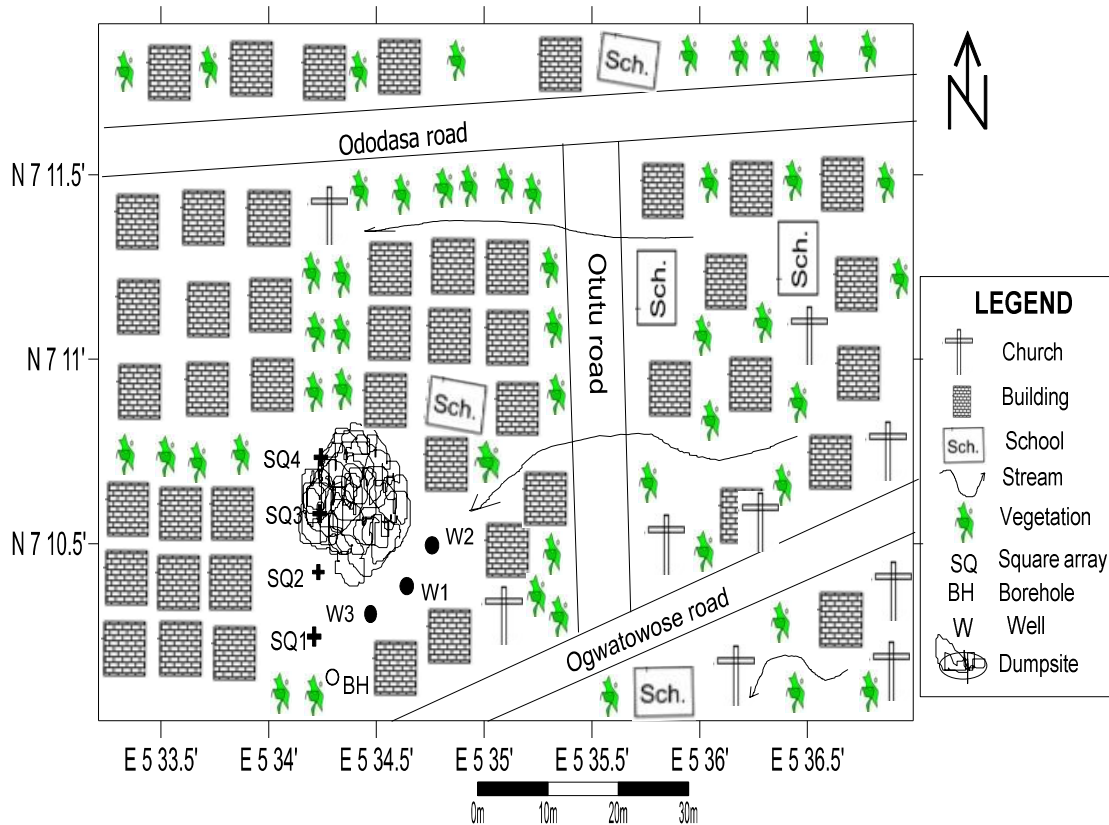 Sch.
N
Ododasa road
N 7 11.5'
Otutu road
Sch.
Sch.
LEGEND
Church
Building
N 7 11'
Sch.
School
Sch.
Stream
SQ4
Vegetation
SQ3
N 7 10.5'
W2
SQ Square array
SQ2
BH Borehole
W1
W3
W Well
SQ1
Ogwatowose road
Dumpsite
BH
Sch.
E 5 33.5' E 5 34' E 5 34.5' E 5 35' E 5 35.5' E 5 36' E 5 36.5'
0m 10m 20m 30m